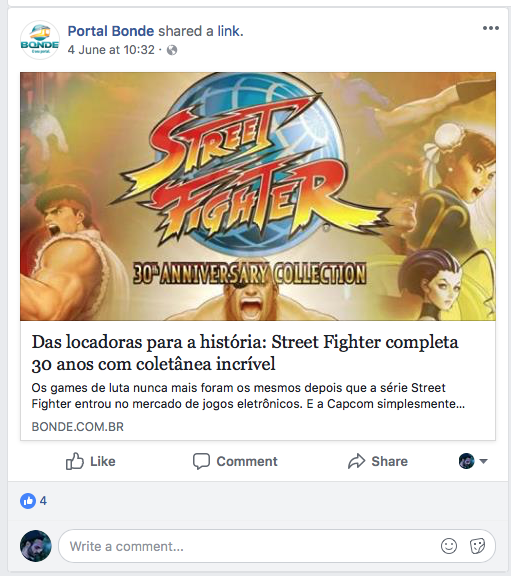 Portal Bonde shared a link.
4 June at 10:32 ·
BONDE
STREET
FIGHTER
30th ANNIVERSARY COLLECTION
Das locadoras para a história: Street Fighter completa
30 anos com coletânea incrível
Os games de luta nunca mais foram os mesmos depois que a série Street
Fighter entrou no mercado de jogos eletrônicos. E a Capcom simplesmente...
BONDE.COM.BR
Like Comment Share
4
Write a comment...